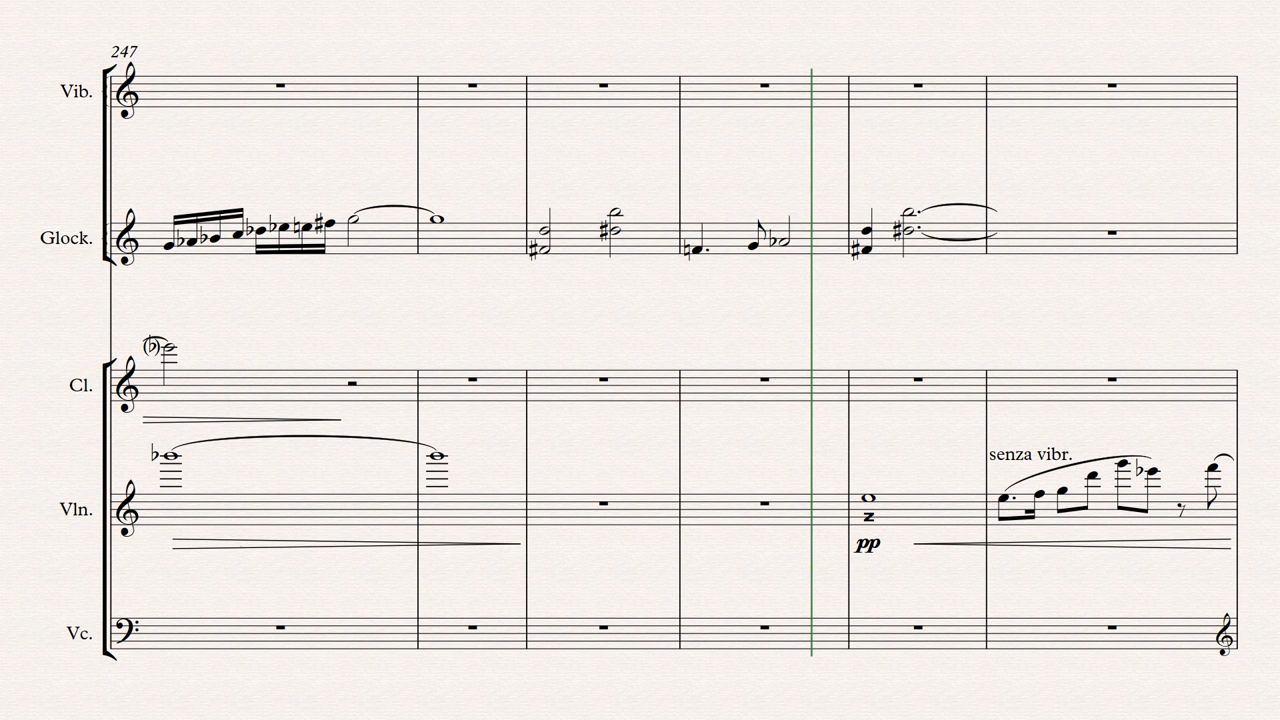 247
Vib.
Glock.
Cl.
senza vibr.
Vln.
pp
Vc.